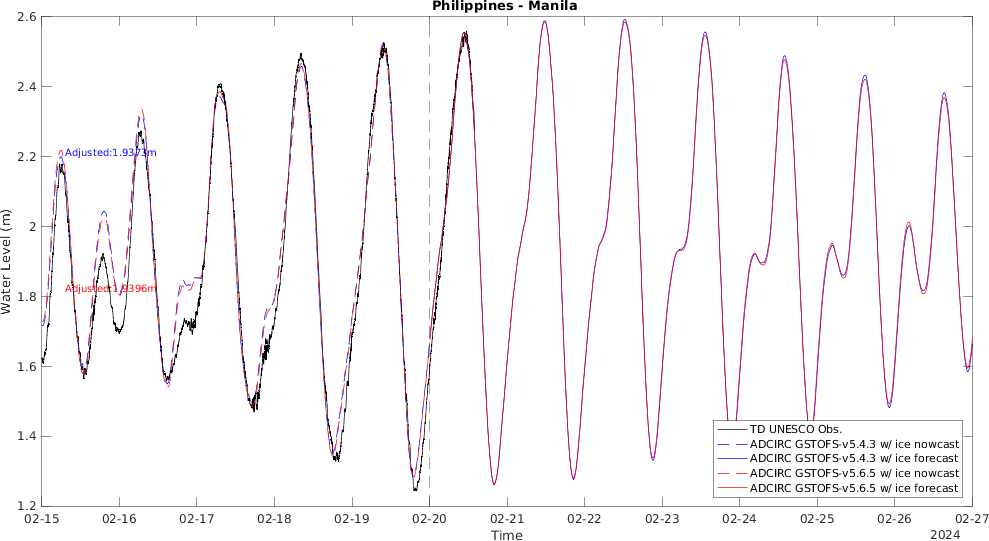 Philippines - Manila
2.6
2.4
2.2
2
1.8
1.6
1.4
1.2
Water Level (m)
Adjusted:1.9373m
Adjusted:1.9396m
TD UNESCO Obs.
ADCIRC GSTOFS-v5.4.3 w/ ice nowcast
ADCIRC GSTOFS-v5.4.3 w/ ice forecast
ADCIRC GSTOFS-v5.6.5 w/ ice nowcast
ADCIRC GSTOFS-v5.6.5 w/ ice forecast
02-15 02-16 02-17 02-18 02-19 02-20 02-21 02-22 02-23 02-24 02-25 02-26 02-27
Time
2024